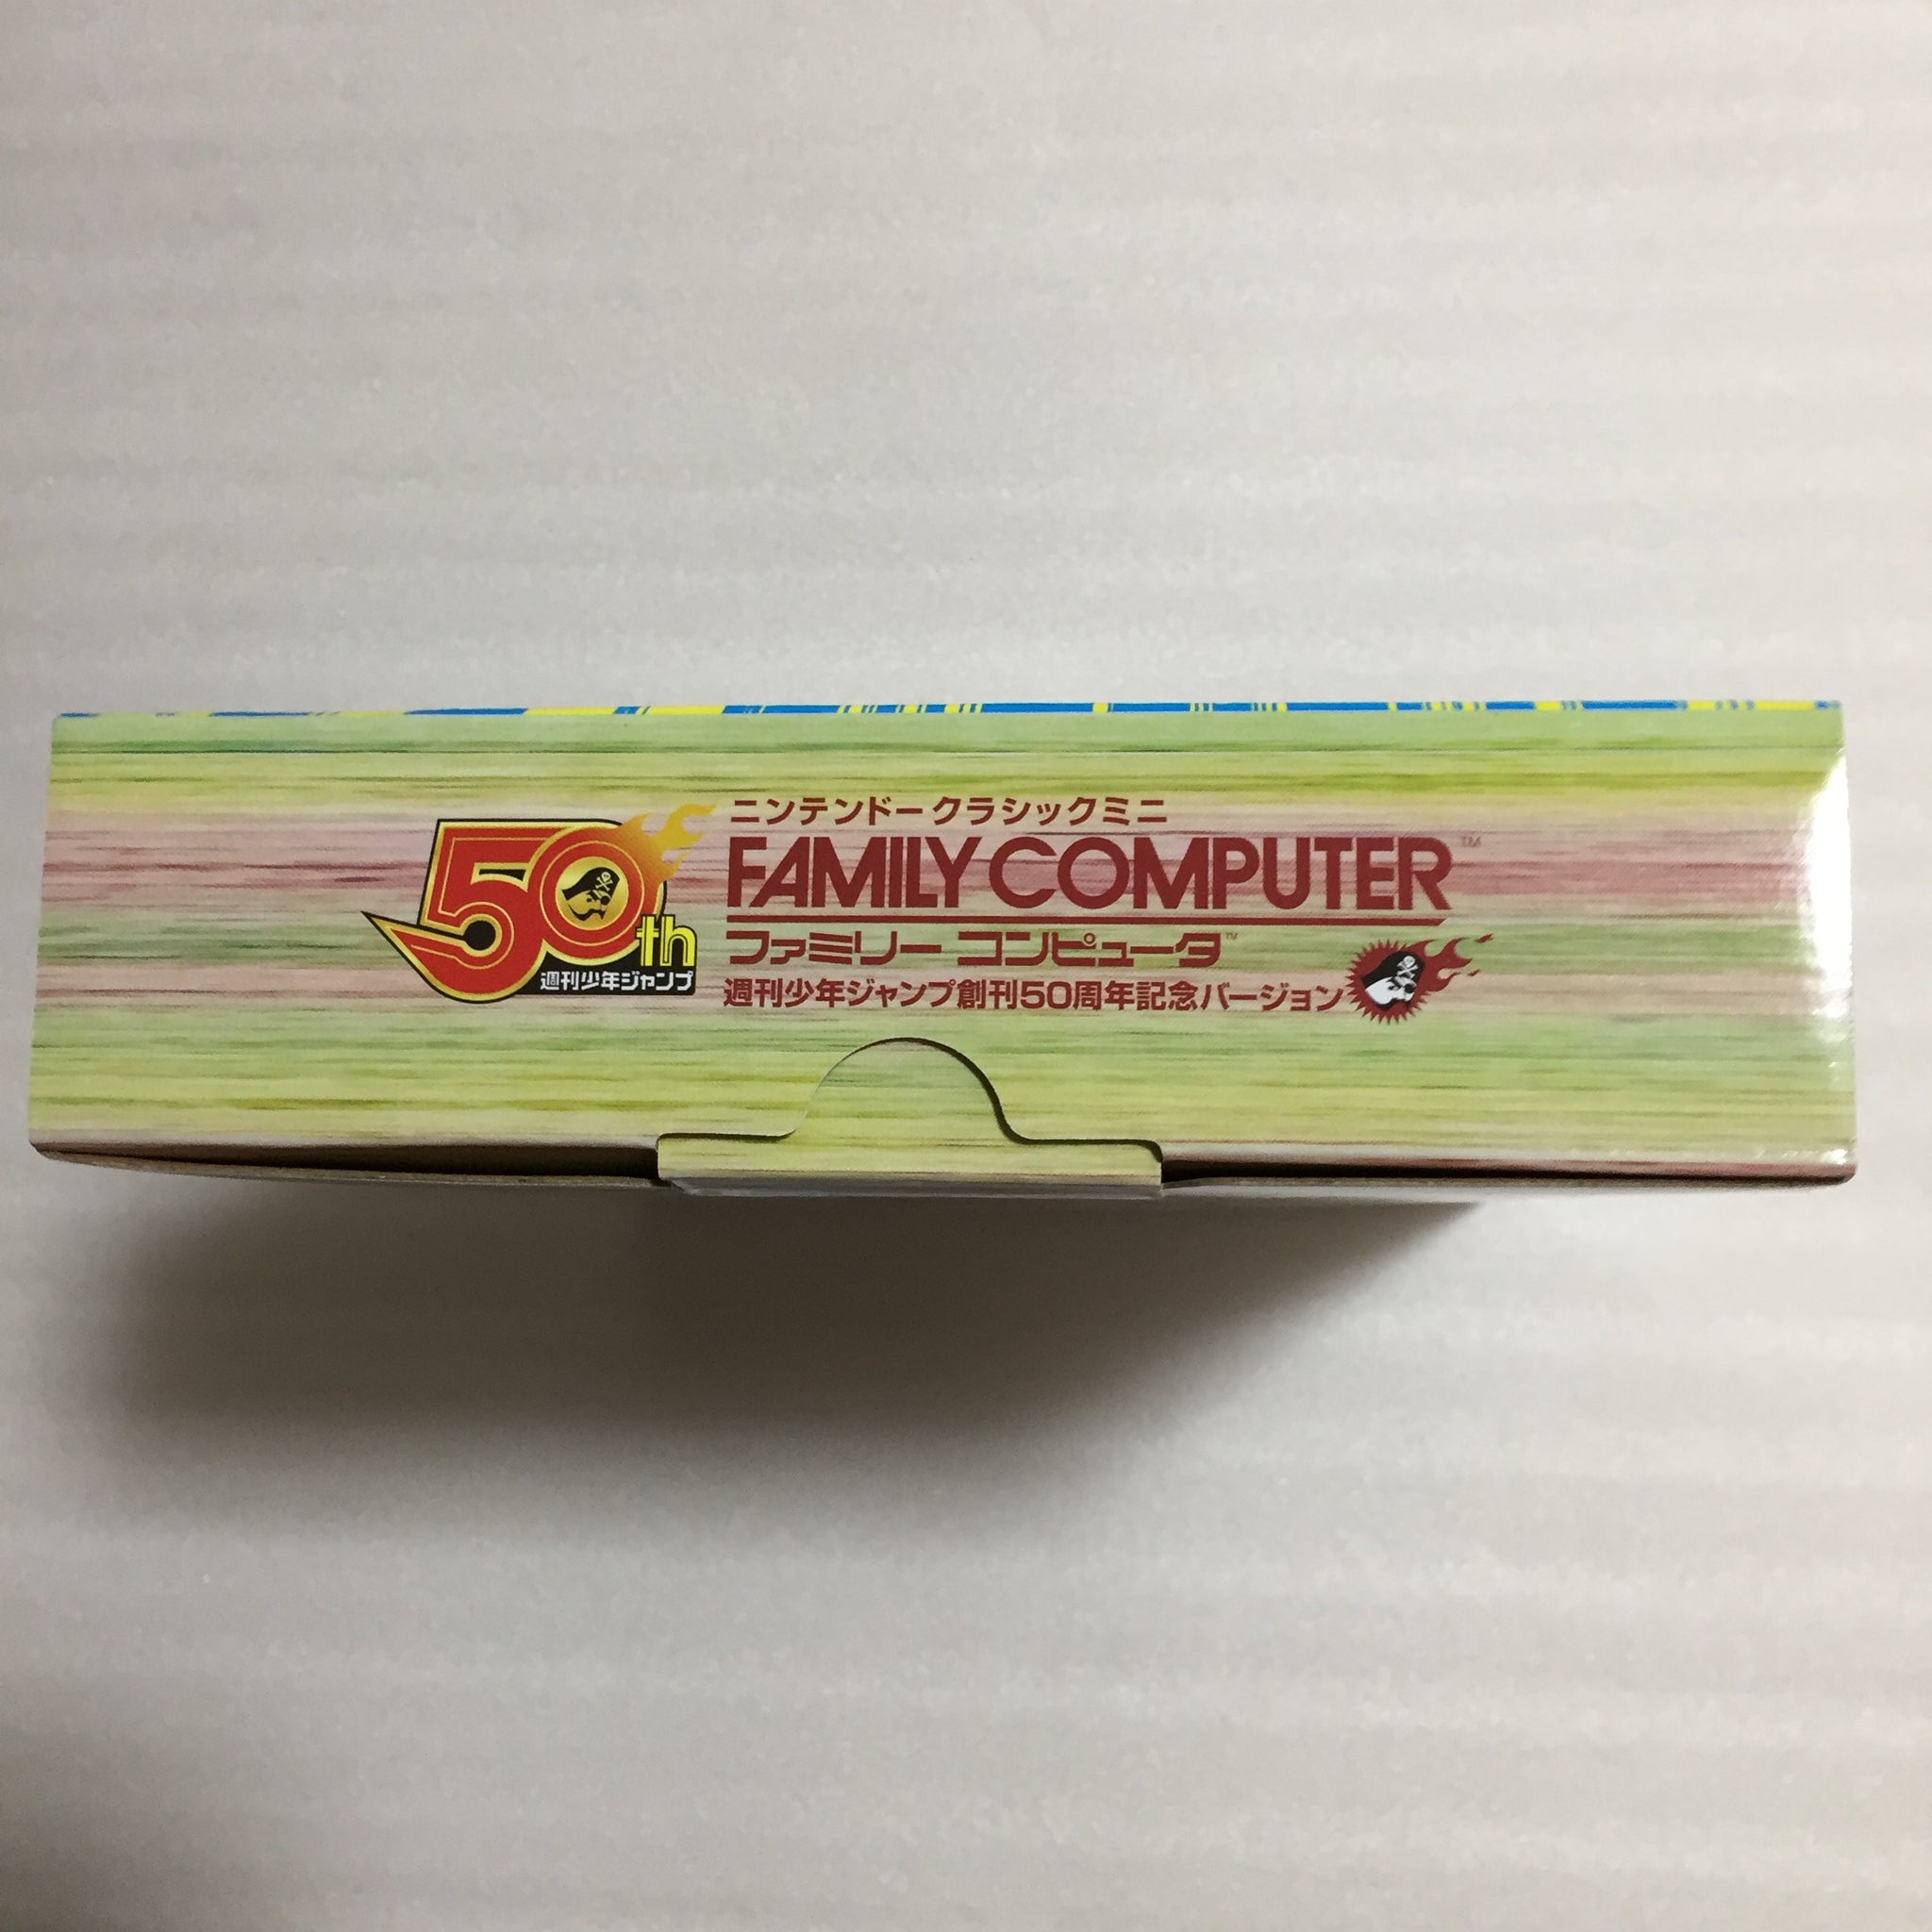 50th
週刊少年ジャンプ
ニンテンドークラシックミニ
FAMILY COMPUTER™
ファミリー コンピュータ™
週刊少年ジャンプ創刊50周年記念バージョン